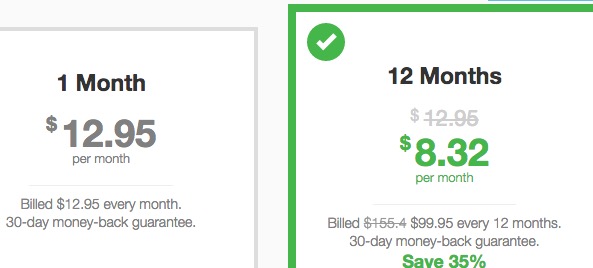 1 Month
$12.95
per month
Billed $12.95 every month.
30-day money-back guarantee.
12 Months
$12.95
$8.32
per month
Billed $155.4 $99.95 every 12 months.
30-day money-back guarantee.
Save 35%